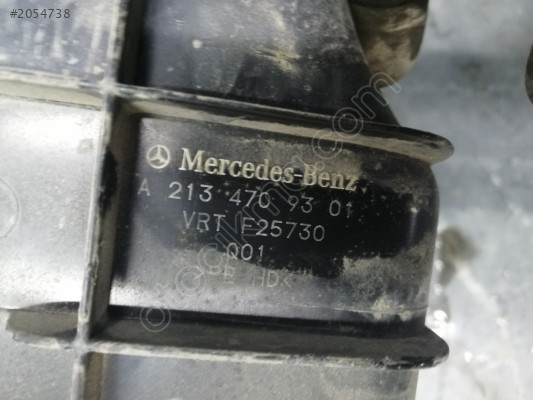 #2054738
Mercedes-Benz
A 213 470 93 01
VRT F25730
Q01